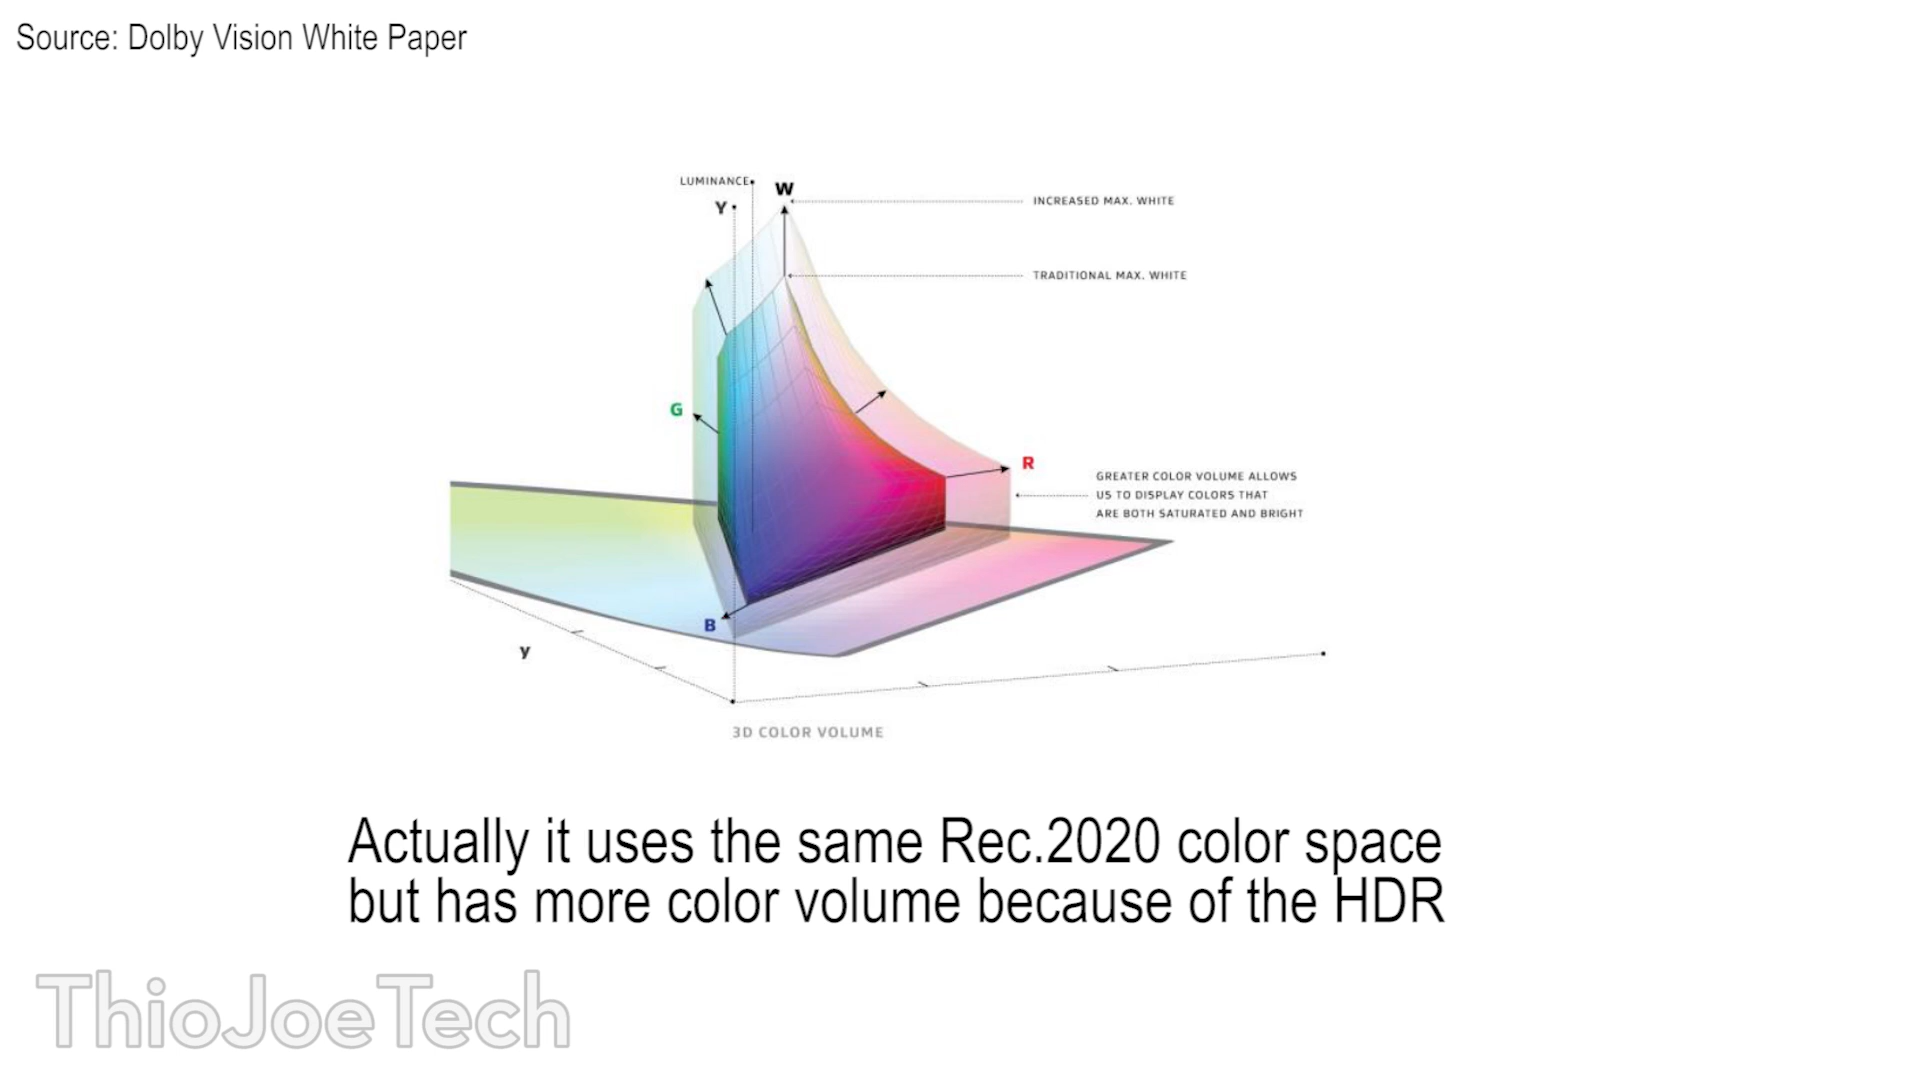 Source: Dolby Vision White Paper
LUMINANCE
W
Y
INCREASED MAX. WHITE
TRADITIONAL MAX. WHITE
G
R
GREATER COLOR VOLUME ALLOWS
US TO DISPLAY COLORS THAT
ARE BOTH SATURATED AND BRIGHT
B
y
3D COLOR VOLUME
Actually it uses the same Rec.2020 color space
but has more color volume because of the HDR
ThioJoeTech